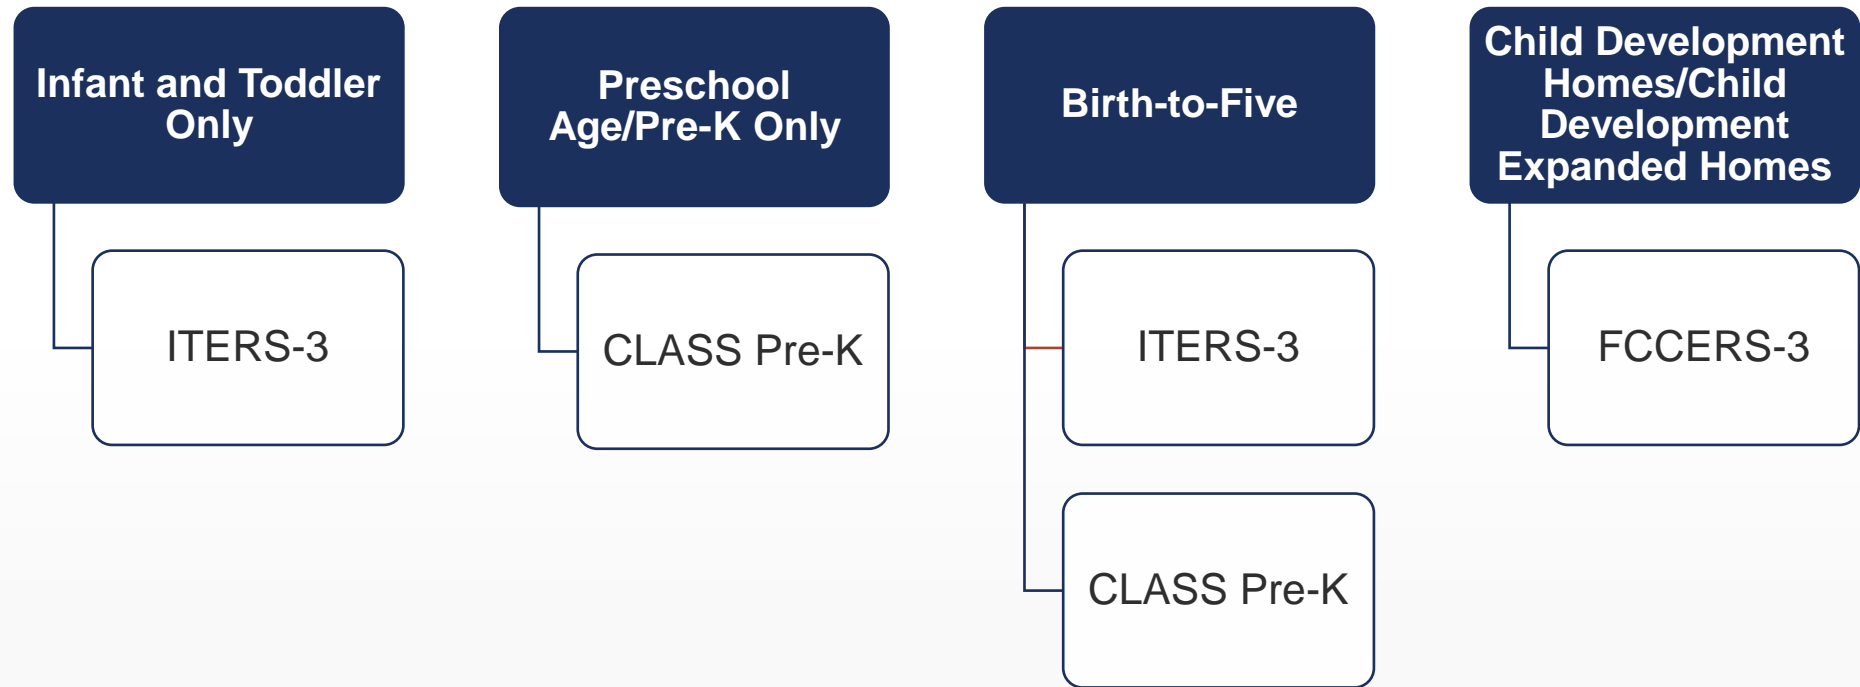 Infant and Toddler
Only
ITERS-3
Preschool
Age/Pre-K Only
CLASS Pre-K
Birth-to-Five
ITERS-3
CLASS Pre-K
Child Development
Homes/Child
Development
Expanded Homes
FCCERS-3